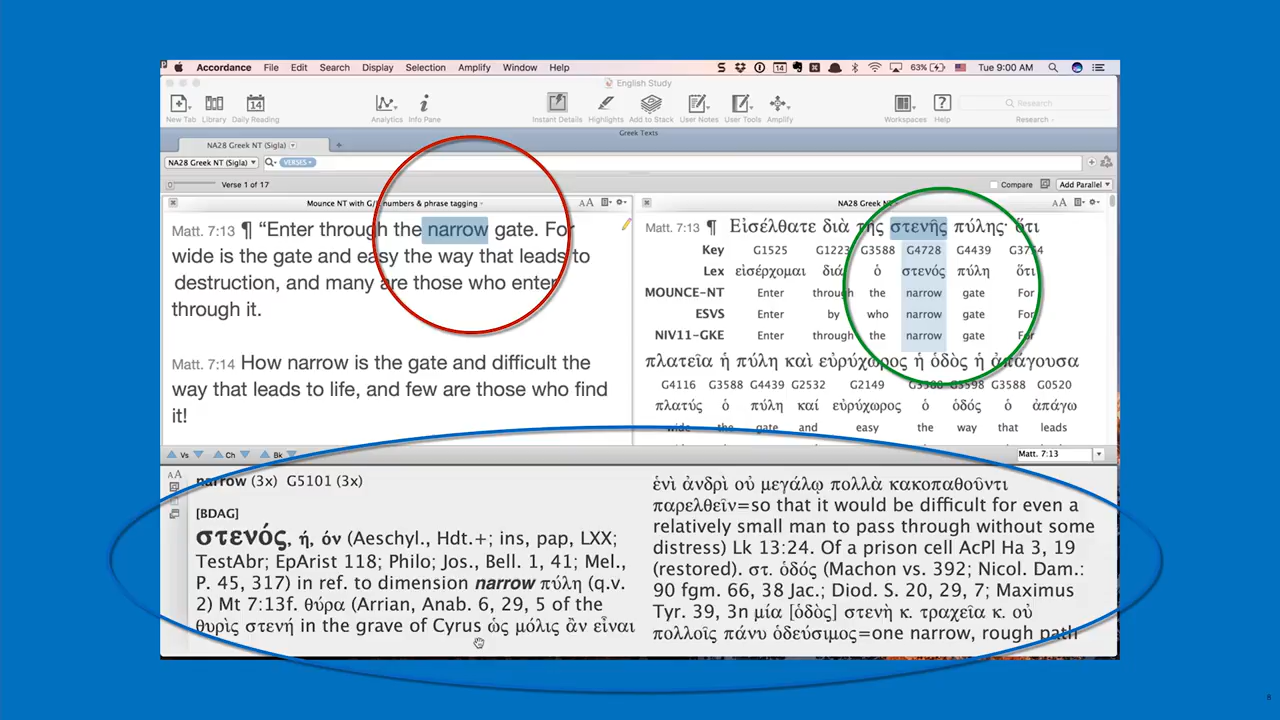 Accordance File Edit Search Display Selection Amplify Window Help 14 63% Tue 9:00 AM
English Study
New Tab Library Daily Reading Analytics Info Pane Instant Details Highlights Add to Stack User Notes User Tools Amplify Workspaces Help Research
Greek Texts
NA28 Greek NT (Sigla)
NA28 Greek NT (Sigla) VERSES
Verse 1 of 17 Compare Add Parallel
Mounce NT with G/K numbers & phrase tagging
Matt. 7:13 ¶ “Enter through the narrow gate. For
wide is the gate and easy the way that leads to
destruction, and many are those who enter
through it.
Matt. 7:14 How narrow is the gate and difficult the
way that leads to life, and few are those who find
it!
NA28 Greek NT
Matt. 7:13 ¶ Εἰσέλθατε διὰ τῆς στενῆς πύλης· ὅτι
Key G1525 G1223 G3588 G4728 G4439 G3754
Lex εἰσέρχομαι διά ὁ στενός πύλη ὅτι
MOUNCE-NT Enter through the narrow gate For
ESVS Enter by who narrow gate For
NIV11-GKE Enter through the narrow gate For
πλατεῖα ἡ πύλη καὶ εὐρύχωρος ἡ ὁδὸς ἡ ἀπάγουσα
G4116 G3588 G4439 G2532 G2149 G3588 G3598 G3588 G0520
πλατύς ὁ πύλη καί εὐρύχωρος ὁ ὁδός ὁ ἀπάγω
wide the gate and easy the way that leads
Vs Ch Bk Matt. 7:13
narrow (3x) G5101 (3x)
[BDAG]
στενός, ή, όν (Aeschyl., Hdt.+; ins, pap, LXX;
TestAbr; EpArist 118; Philo; Jos., Bell. 1, 41; Mel.,
P. 45, 317) in ref. to dimension narrow πύλη (q.v.
2) Mt 7:13f. θύρα (Arrian, Anab. 6, 29, 5 of the
θυρὶς στενή in the grave of Cyrus ὡς μόλις ἂν εἶναι
ἑνὶ ἀνδρὶ οὐ μεγάλῳ πολλὰ κακοπαθοῦντι
παρελθεῖν=so that it would be difficult for even a
relatively small man to pass through without some
distress) Lk 13:24. Of a prison cell AcPl Ha 3, 19
(restored). στ. ὁδός (Machon vs. 392; Nicol. Dam.:
90 fgm. 66, 38 Jac.; Diod. S. 20, 29, 7; Maximus
Tyr. 39, 3n μία [ὁδὸς] στενὴ κ. τραχεῖα κ. οὐ
πολλοῖς πάνυ ὁδεύσιμος=one narrow, rough path